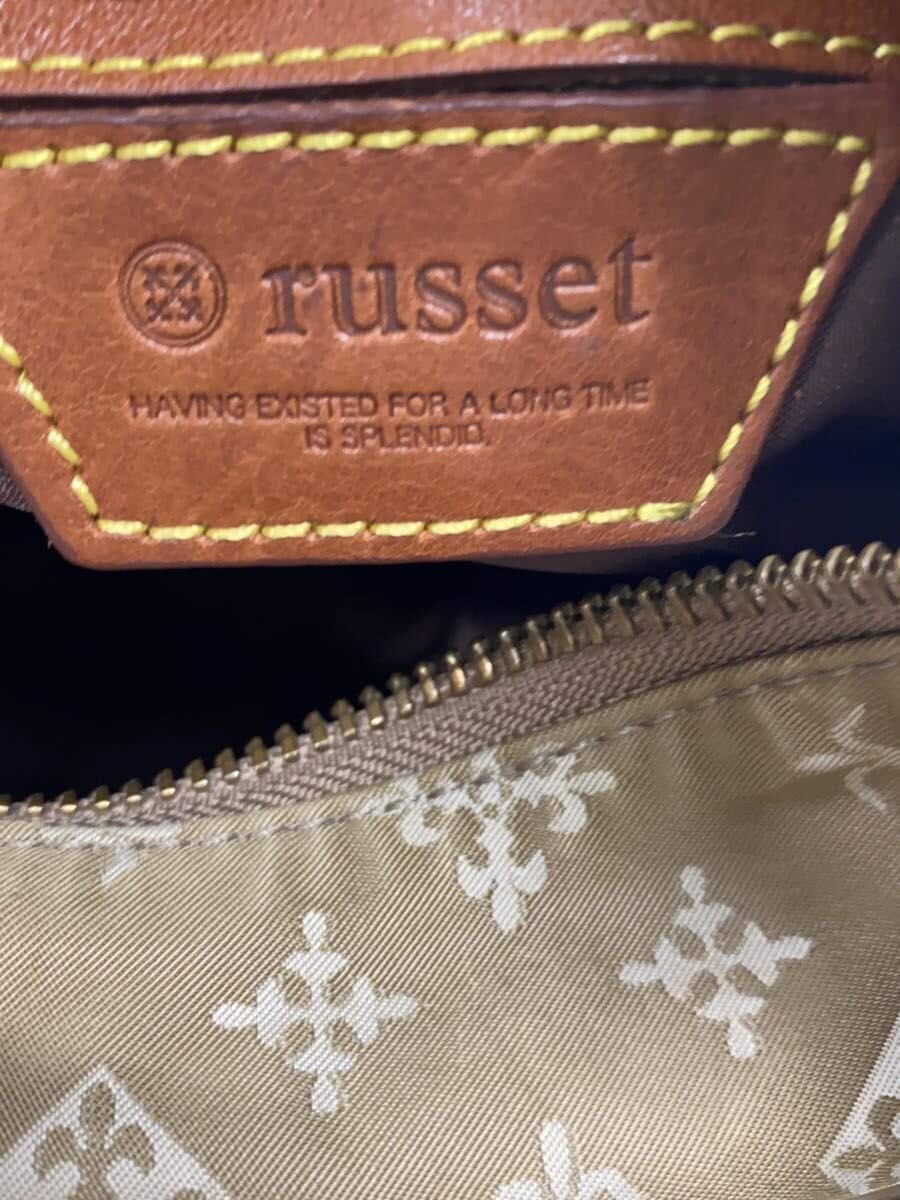 russet
HAVING EXISTED FOR A LONG TIME
IS SPLENDID.